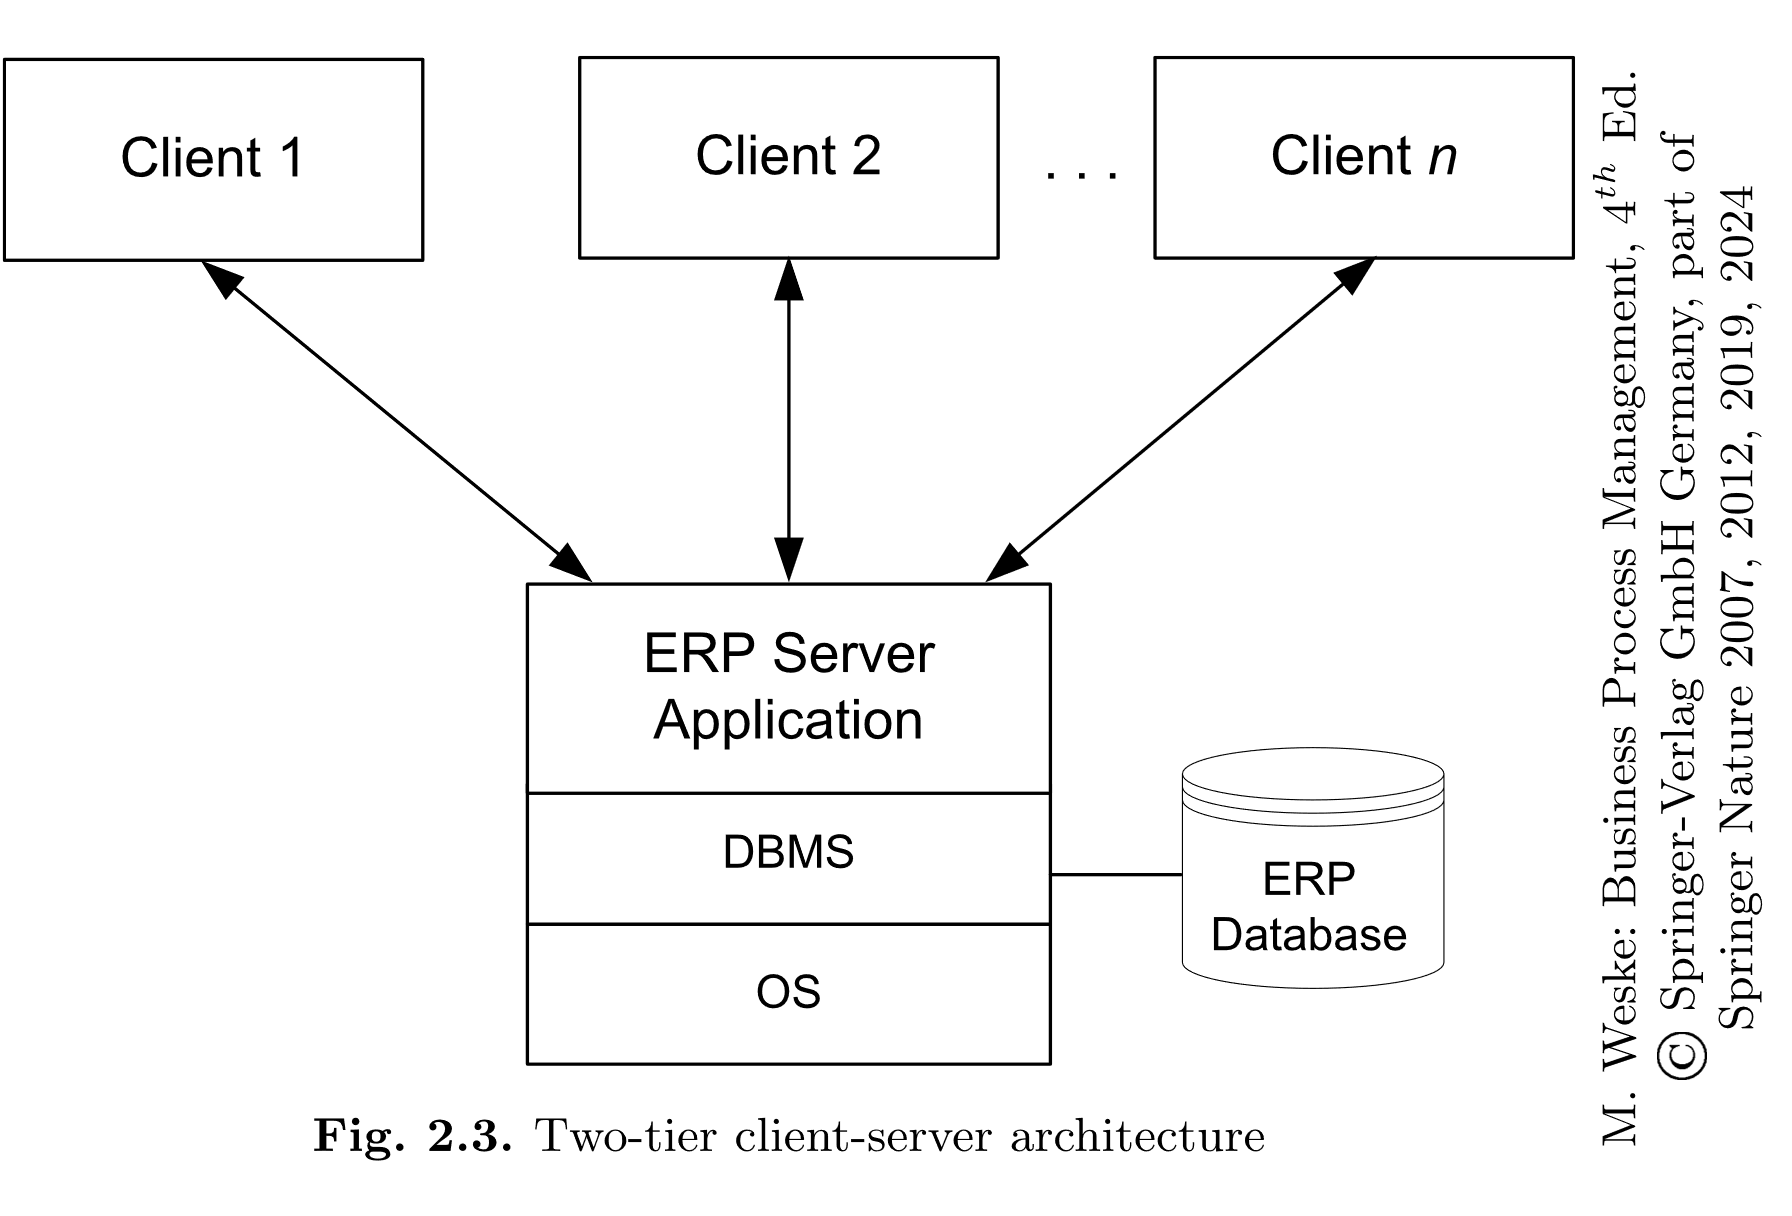 Client 1
Client 2
. . .
Client n
ERP Server
Application
DBMS
OS
ERP
Database
Fig. 2.3. Two-tier client-server architecture
M. Weske: Business Process Management, 4th Ed.
© Springer-Verlag GmbH Germany, part of
Springer Nature 2007, 2012, 2019, 2024